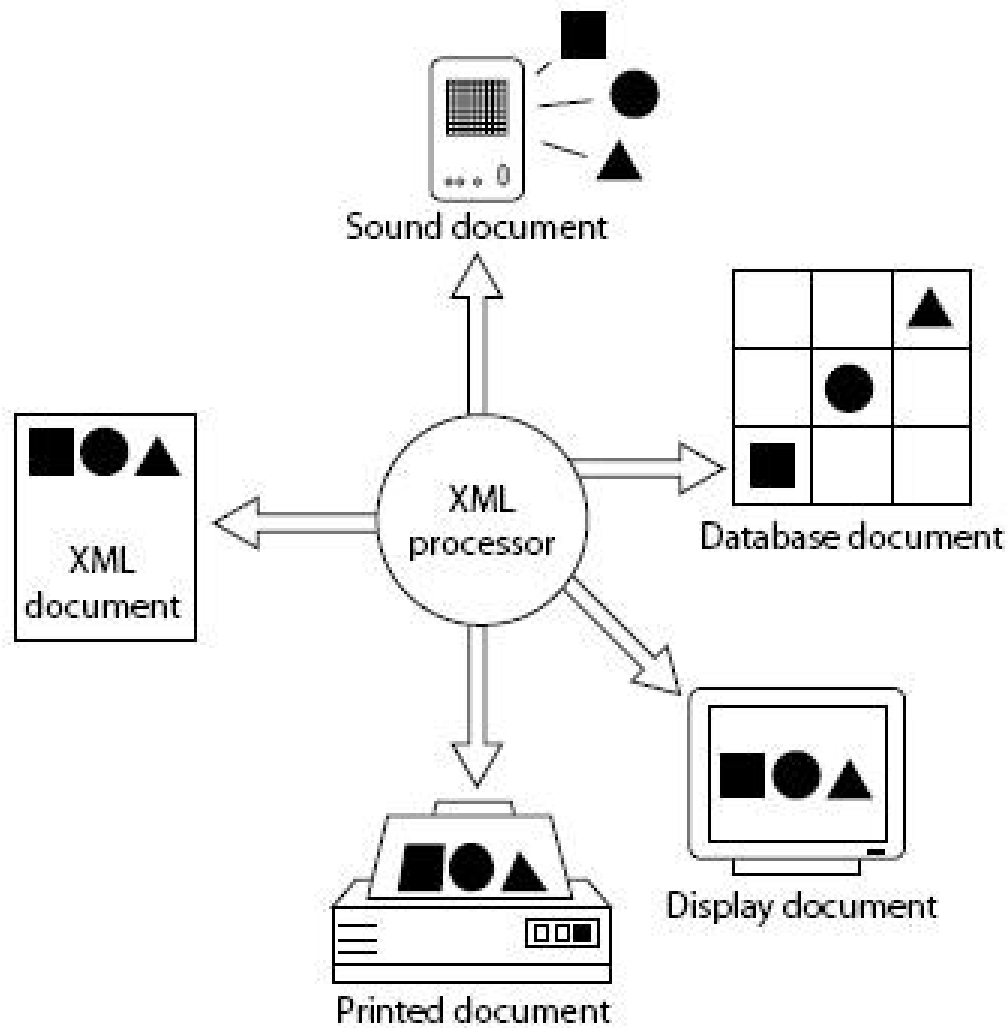 Sound document
XML
processor
Database document
XML
document
Display document
Printed document